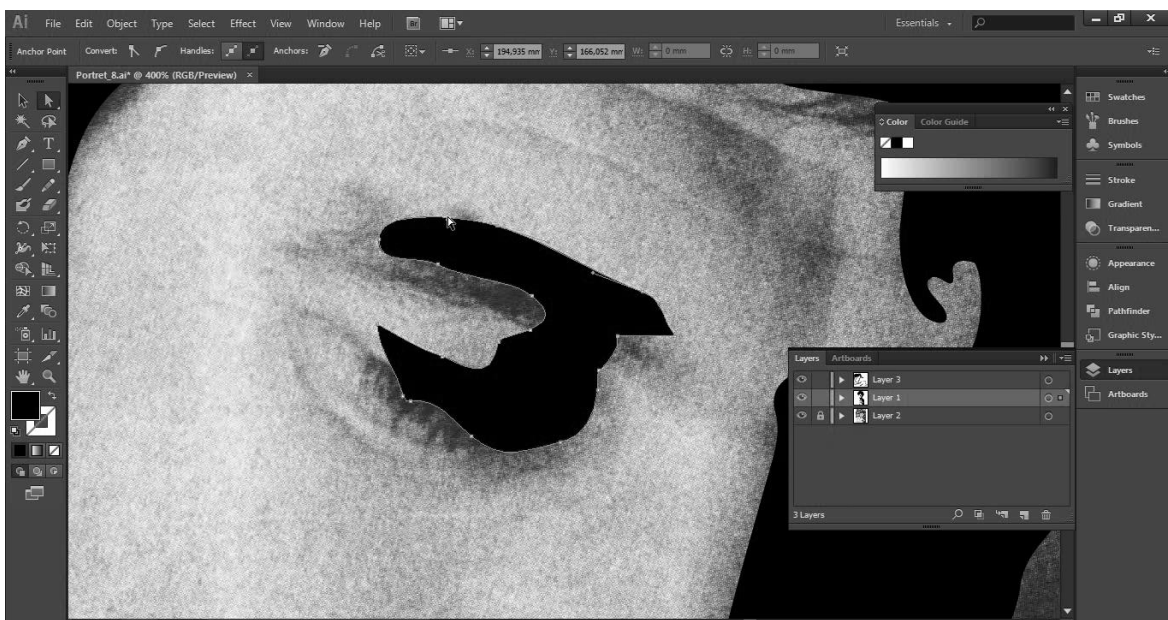 Ai File Edit Object Type Select Effect View Window Help Br Essentials
Anchor Point Convert: Handles: Anchors: X: 194,935 mm Y: 166,052 mm W: 0 mm H: 0 mm
Portret_8.ai* @ 400% (RGB/Preview) ×
Color Color Guide
Swatches
Brushes
Symbols
Stroke
Gradient
Transparen...
Appearance
Align
Pathfinder
Graphic Sty...
Layers
Artboards
Layers Artboards
Layer 3
Layer 1
Layer 2
3 Layers